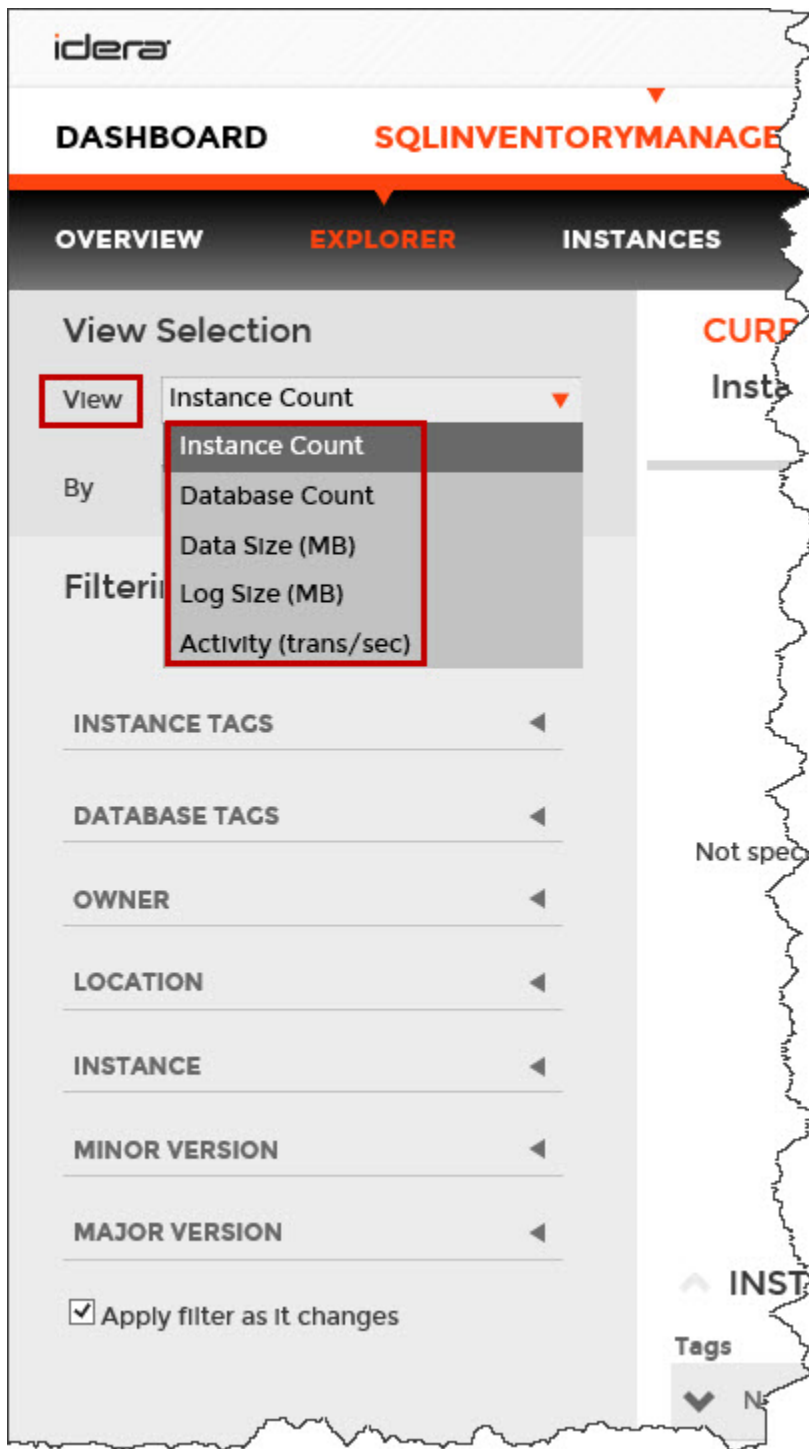 idera
DASHBOARD SQLINVENTORYMANAGE
OVERVIEW EXPLORER INSTANCES
View Selection
View Instance Count
Instance Count
Database Count
Data Size (MB)
Log Size (MB)
Activity (trans/sec)
By
Filteri
INSTANCE TAGS
DATABASE TAGS
OWNER
LOCATION
INSTANCE
MINOR VERSION
MAJOR VERSION
Apply filter as it changes
CURR
Insta
Not spec
INST
Tags
N